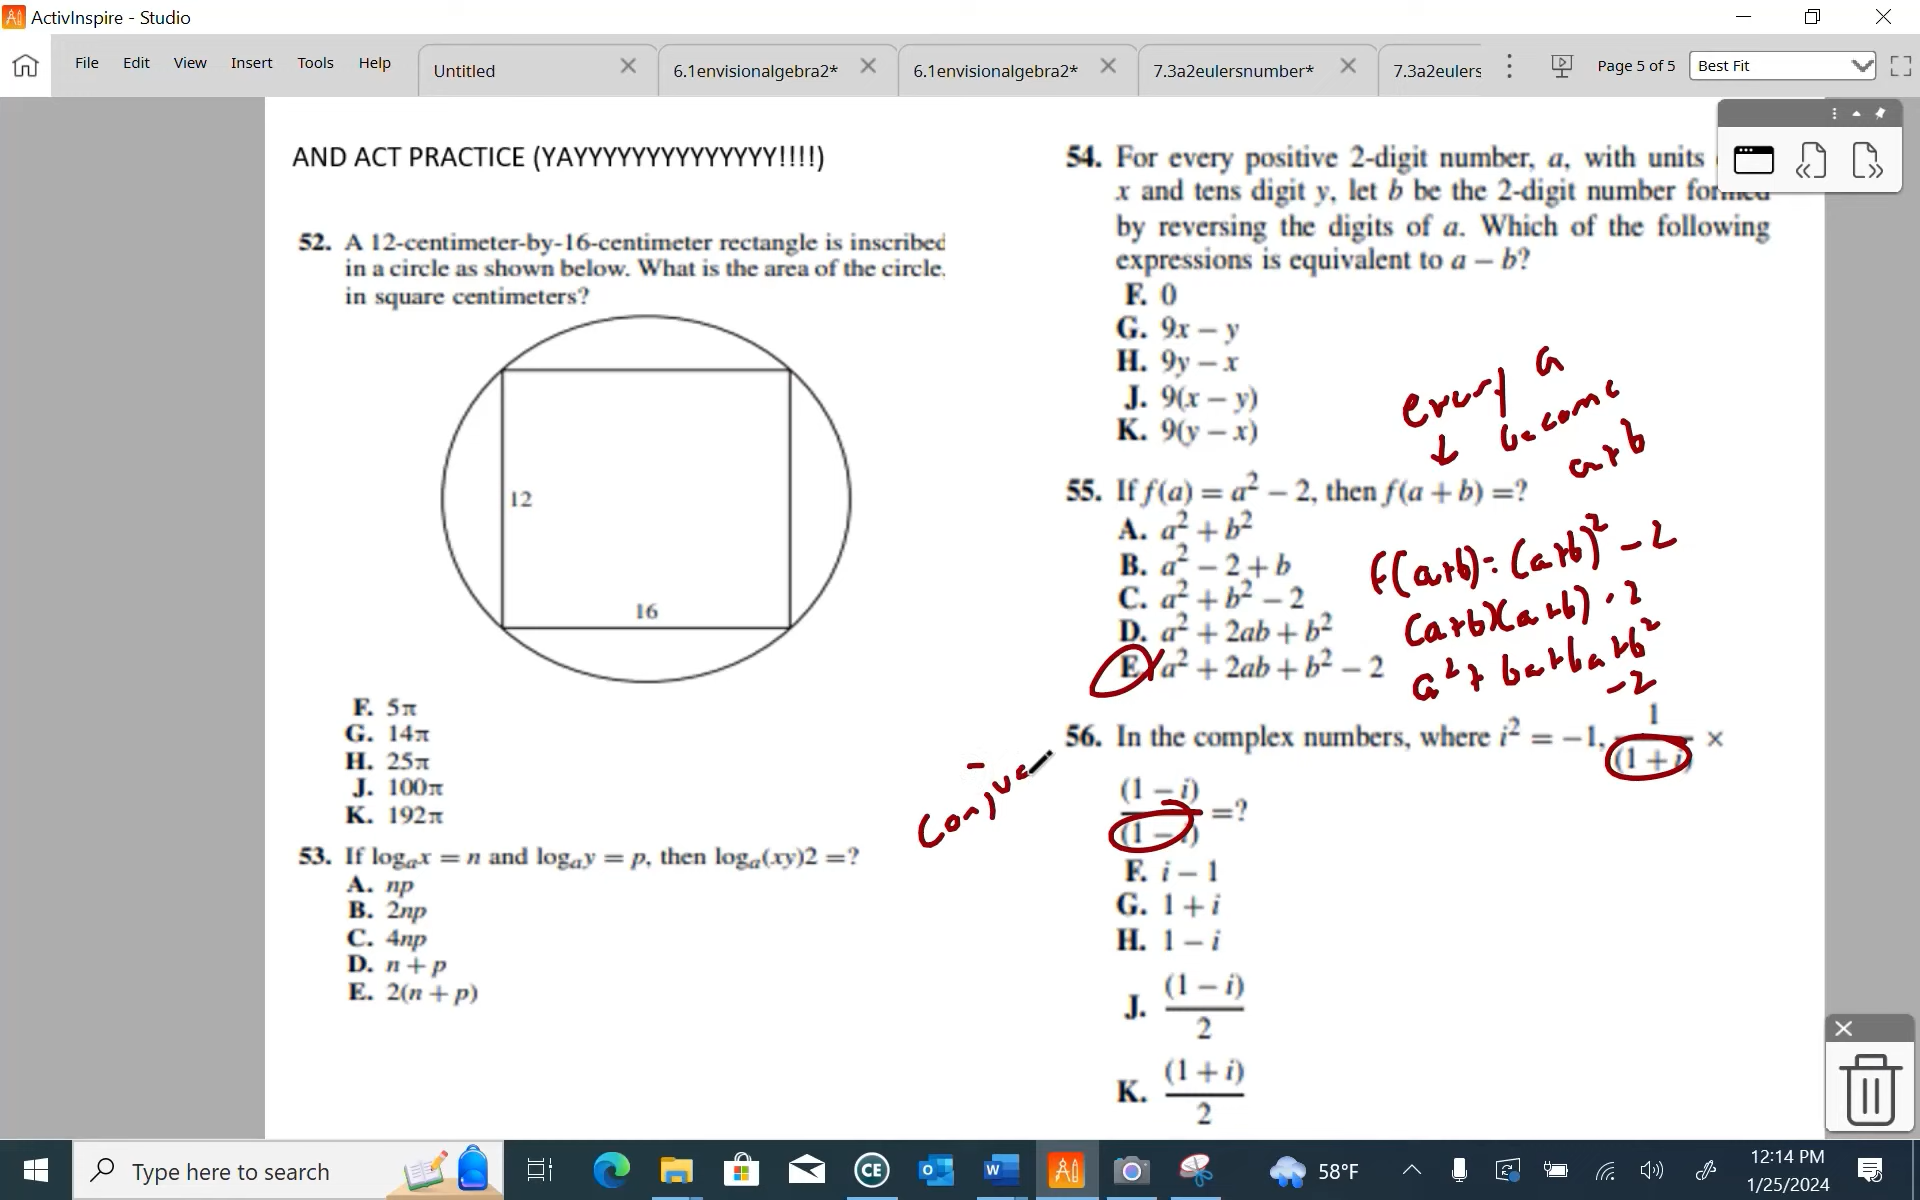 ActivInspire - Studio
File Edit View Insert Tools Help
Untitled
6.1envisionalgebra2*
6.1envisionalgebra2*
7.3a2eulersnumber*
7.3a2eulers
Page 5 of 5
Best Fit
AND ACT PRACTICE (YAYYYYYYYYYYYYYY!!!!)
52. A 12-centimeter-by-16-centimeter rectangle is inscribed
in a circle as shown below. What is the area of the circle,
in square centimeters?
12
16
F. 5π
G. 14π
H. 25π
J. 100π
K. 192π
53. If logₐx = n and logₐy = p, then logₐ(xy)2 =?
A. np
B. 2np
C. 4np
D. n + p
E. 2(n + p)
54. For every positive 2-digit number, a, with units
x and tens digit y, let b be the 2-digit number formed
by reversing the digits of a. Which of the following
expressions is equivalent to a – b?
F. 0
G. 9x – y
H. 9y – x
J. 9(x – y)
K. 9(y – x)
every a
↓ become
a+b
55. If f(a) = a² – 2, then f(a + b) =?
A. a² + b²
B. a² – 2 + b
C. a² + b² – 2
D. a² + 2ab + b²
E. a² + 2ab + b² – 2
f(a+b) = (a+b)² - 2
(a+b)(a+b) - 2
a² + ba + ba + b²
-2
56. In the complex numbers, where i² = –1, 1/(1 + i) ×
(1 – i)/(1 – i) =?
F. i – 1
G. 1 + i
H. 1 – i
J. (1 – i)/2
K. (1 + i)/2
Type here to search
58°F
12:14 PM
1/25/2024